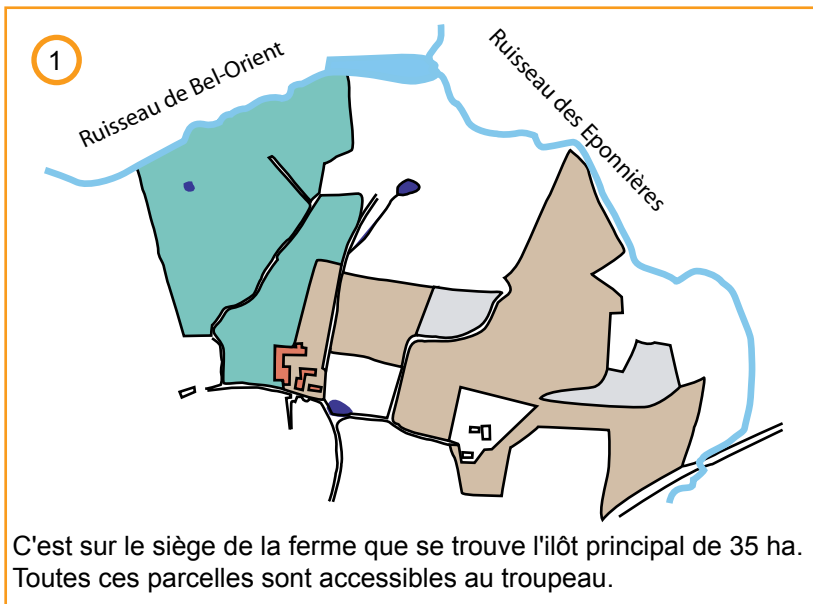 1
Ruisseau de Bel-Orient
Ruisseau des Eponnières
C'est sur le siège de la ferme que se trouve l'ilôt principal de 35 ha.
Toutes ces parcelles sont accessibles au troupeau.